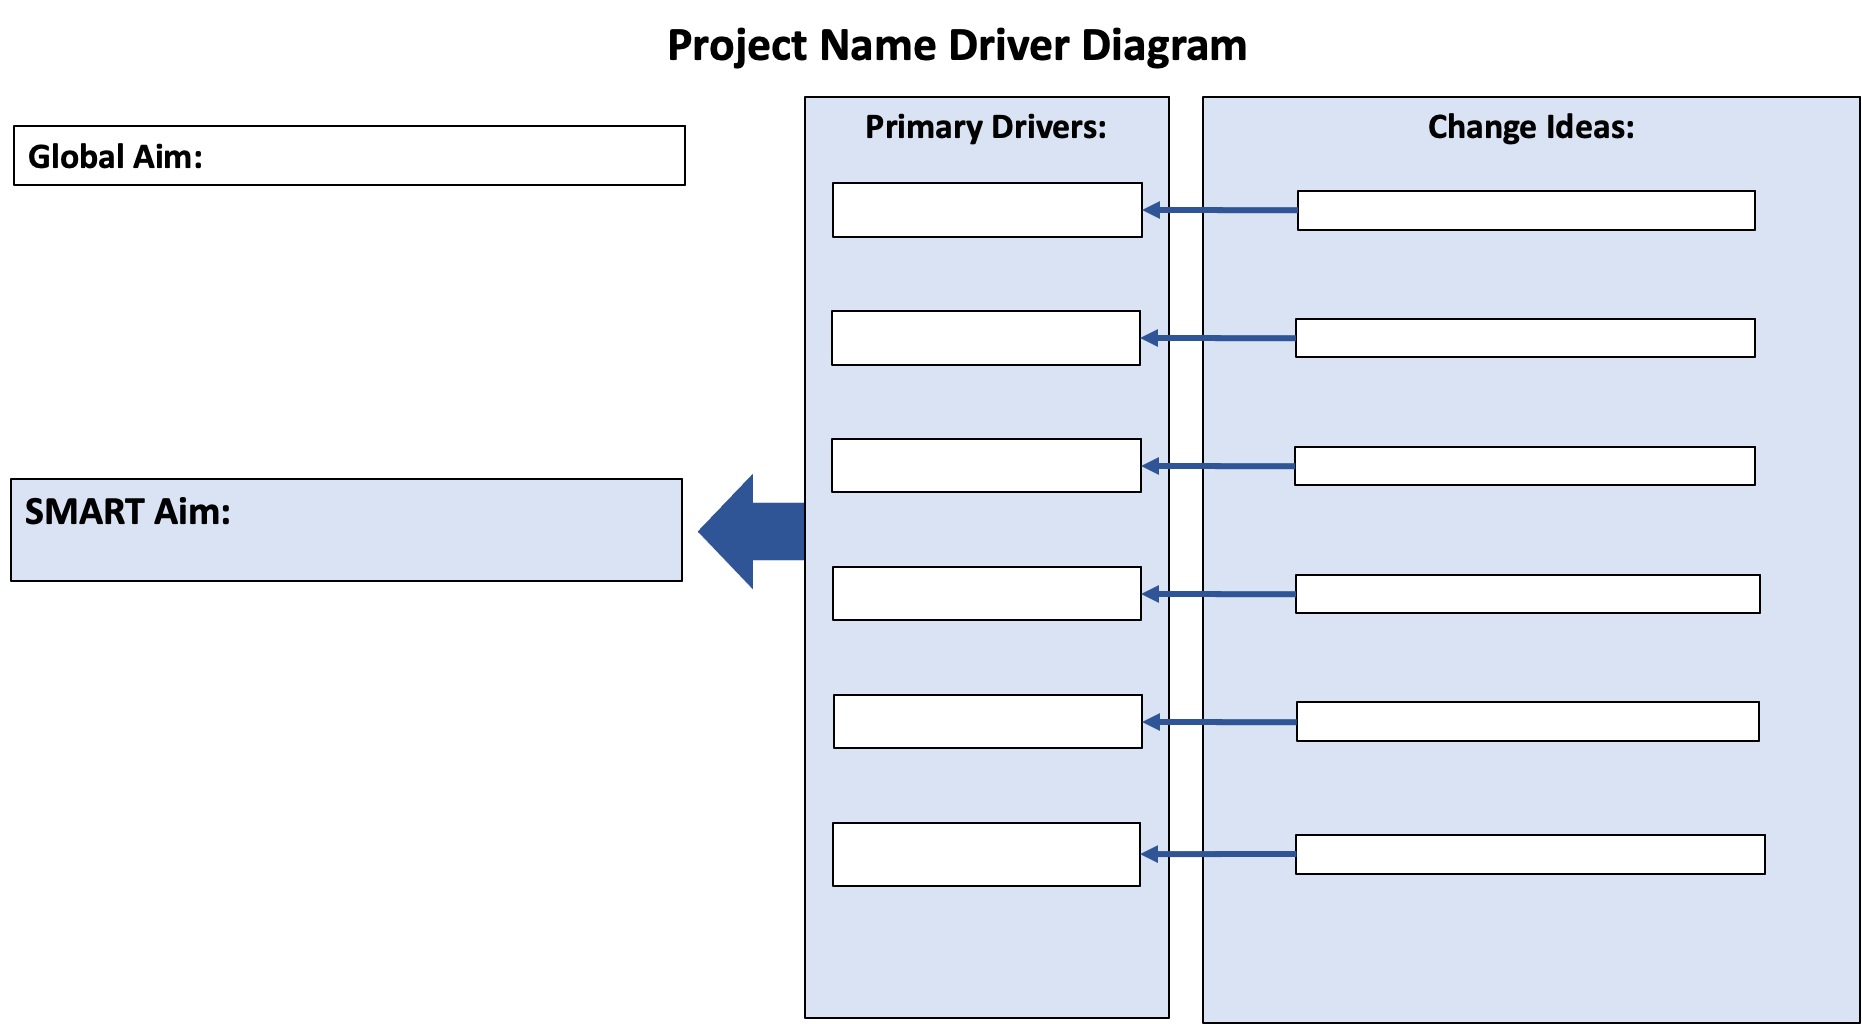 Project Name Driver Diagram
Global Aim:
SMART Aim:
Primary Drivers:
Change Ideas: